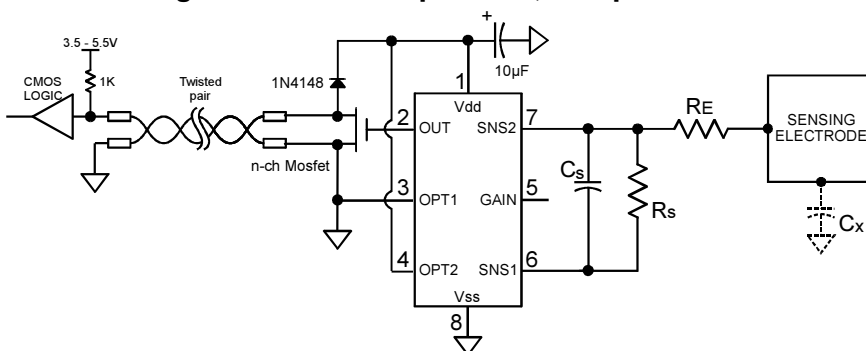 3.5 - 5.5V
1K
CMOS
LOGIC
Twisted
pair
1N4148
n-ch Mosfet
+
10µF
1
Vdd
2
OUT
3
OPT1
4
OPT2
Vss
8
7
SNS2
GAIN
5
SNS1
6
Cs
Rs
RE
SENSING
ELECTRODE
Cx